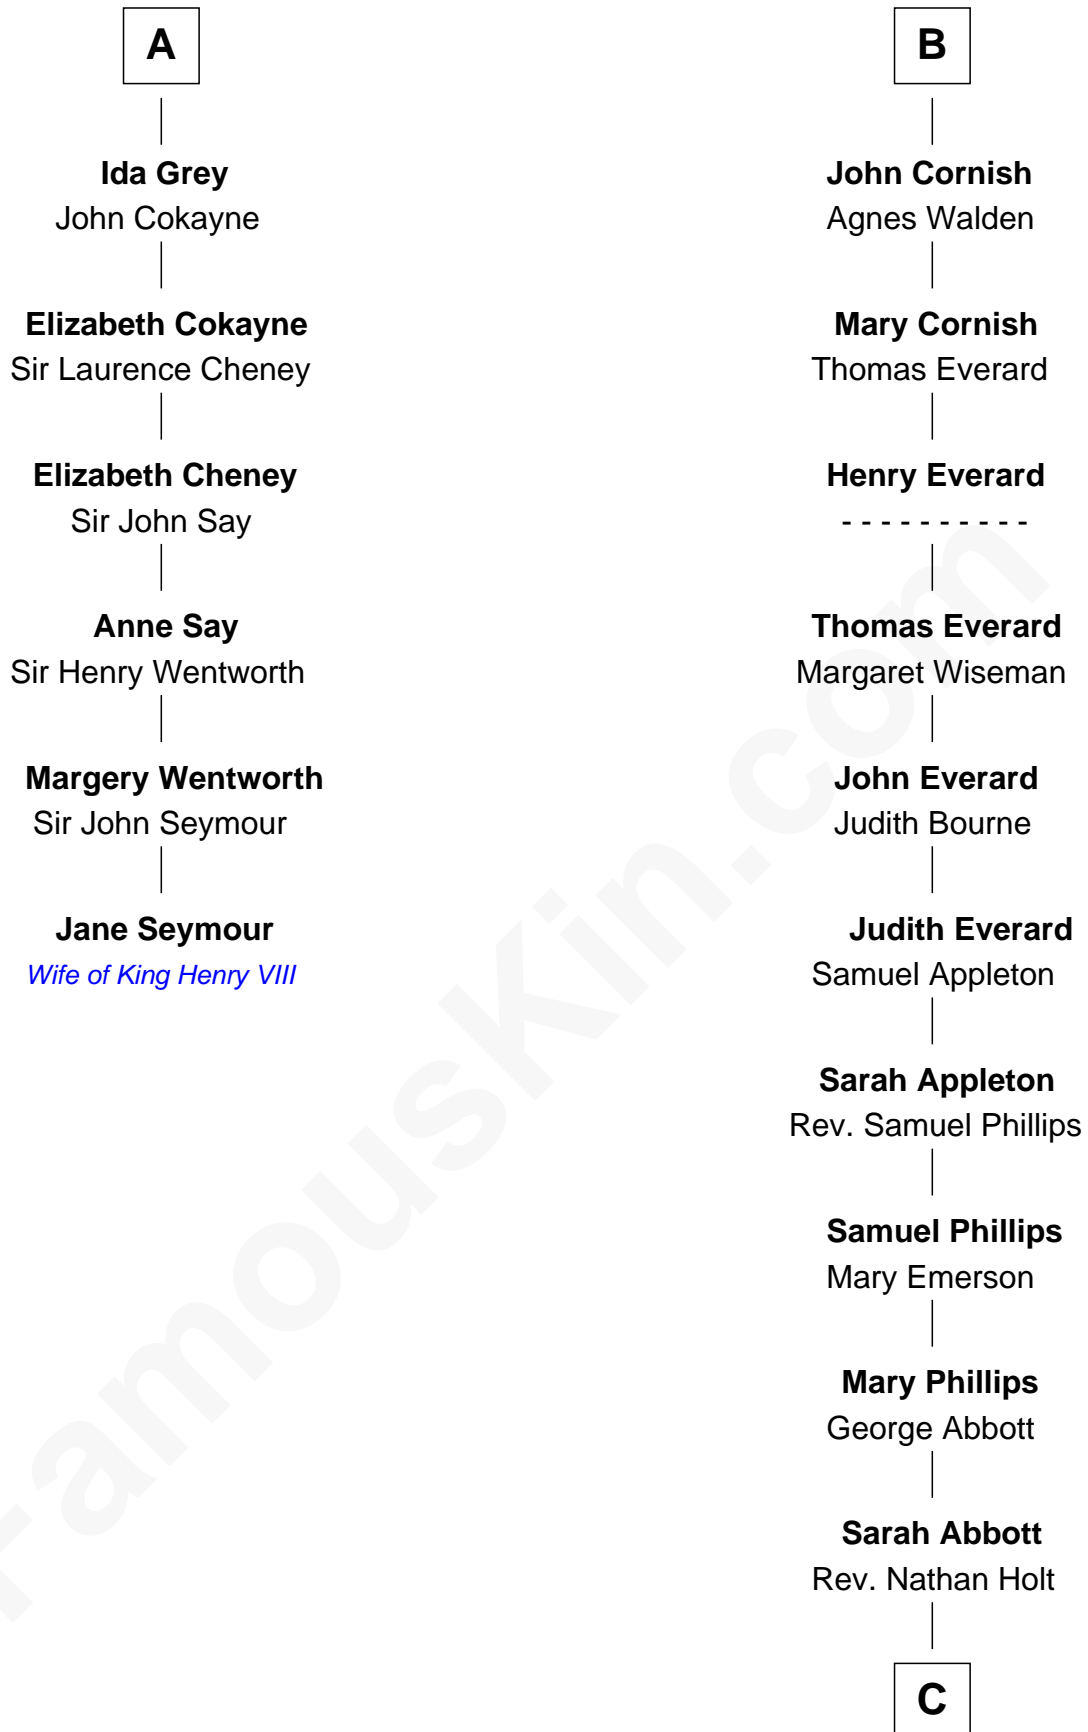 A
Ida Grey
John Cokayne
Elizabeth Cokayne
Sir Laurence Cheney
Elizabeth Cheney
Sir John Say
Anne Say
Sir Henry Wentworth
Margery Wentworth
Sir John Seymour
Jane Seymour
Wife of King Henry VIII
B
John Cornish
Agnes Walden
Mary Cornish
Thomas Everard
Henry Everard
- - - - - - - - - -
Thomas Everard
Margaret Wiseman
John Everard
Judith Bourne
Judith Everard
Samuel Appleton
Sarah Appleton
Rev. Samuel Phillips
Samuel Phillips
Mary Emerson
Mary Phillips
George Abbott
Sarah Abbott
Rev. Nathan Holt
C
FamousKin.com